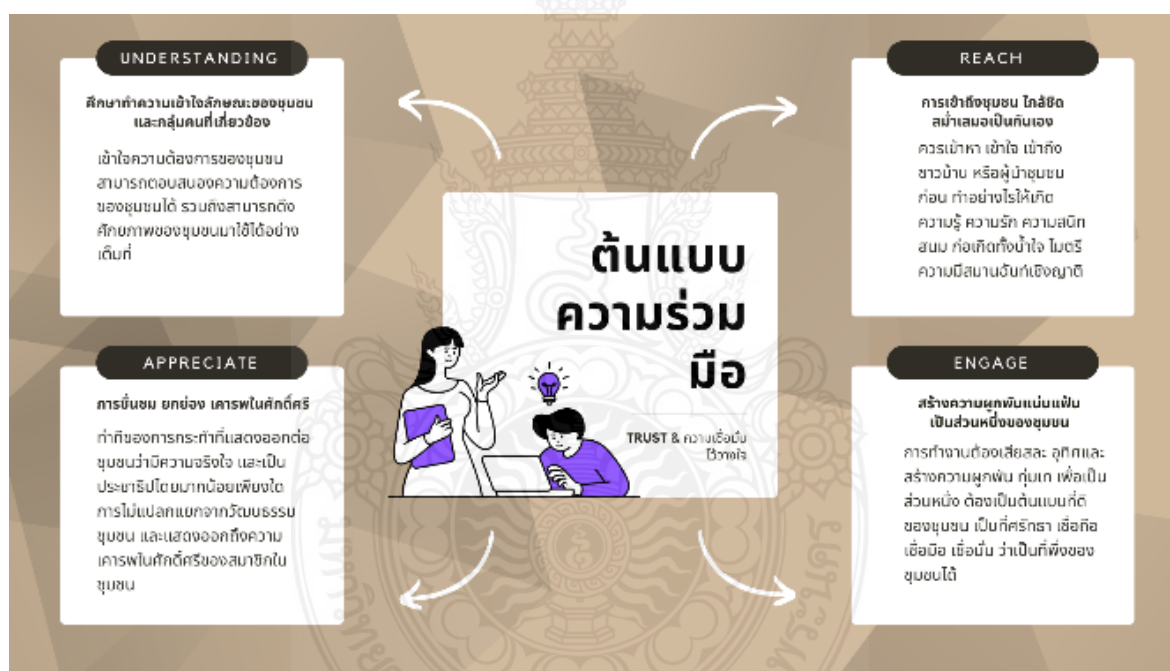 UNDERSTANDING
ศึกษาทำความเข้าใจลักษณะของชุมชน
และกลุ่มคนที่เกี่ยวข้อง
เข้าใจความต้องการของชุมชน
สามารถตอบสนองความต้องการ
ของชุมชนได้ รวมถึงสามารถดึง
ศักยภาพของชุมชนมาใช้ได้อย่าง
เต็มที่
REACH
การเข้าถึงชุมชน ใกล้ชิด
สม่ำเสมอเป็นกันเอง
ควรเข้าหา เข้าใจ เข้าถึง
ชาวบ้าน หรือผู้นำชุมชน
ก่อน ทำอย่างไรให้เกิด
ความรู้ ความรัก ความสนิท
สนม ก่อเกิดทั้งน้ำใจ ไมตรี
ความมีสมานฉันท์เชิงญาติ
ต้นแบบ
ความร่วม
มือ
TRUST & ความเชื่อมั่น
ไว้วางใจ
APPRECIATE
การชื่นชม ยกย่อง เคารพในศักดิ์ศรี
ท่าทีของการกระทำที่แสดงออกต่อ
ชุมชนว่ามีความจริงใจ และเป็น
ประชาธิปไตยมากน้อยเพียงใด
การไม่แปลกแยกจากวัฒนธรรม
ชุมชน และแสดงออกถึงความ
เคารพในศักดิ์ศรีของสมาชิกใน
ชุมชน
ENGAGE
สร้างความผูกพันแน่นแฟ้น
เป็นส่วนหนึ่งของชุมชน
การทำงานต้องเสียสละ อุทิศและ
สร้างความผูกพัน ทุ่มเท เพื่อเป็น
ส่วนหนึ่ง ต้องเป็นต้นแบบที่ดี
ของชุมชน เป็นที่ศรัทธา เชื่อถือ
เชื่อมือ เชื่อมั่น ว่าเป็นที่พึ่งของ
ชุมชนได้